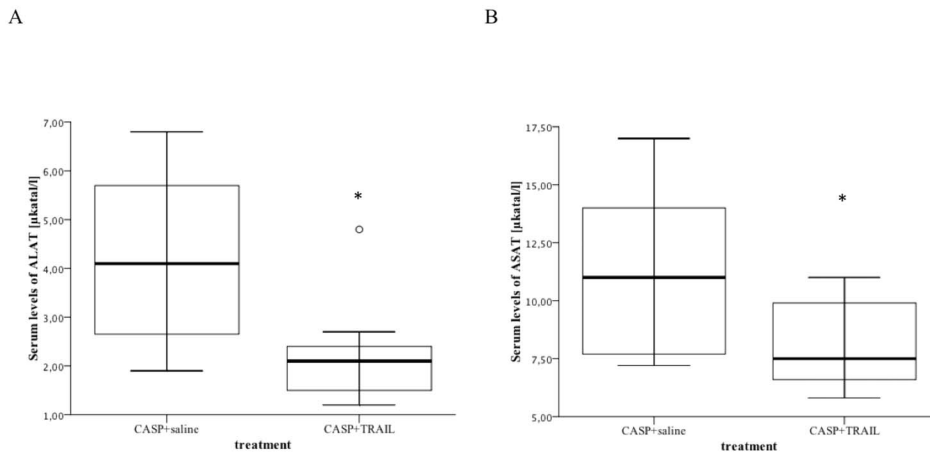 A
B
Serum levels of ALAT [µkatal/l]
7,00
6,00
5,00
4,00
3,00
2,00
1,00
*
CASP+saline
CASP+TRAIL
treatment
Serum levels of ASAT [µkatal/l]
17,50
15,00
12,50
10,00
7,50
5,00
*
CASP+saline
CASP+TRAIL
treatment